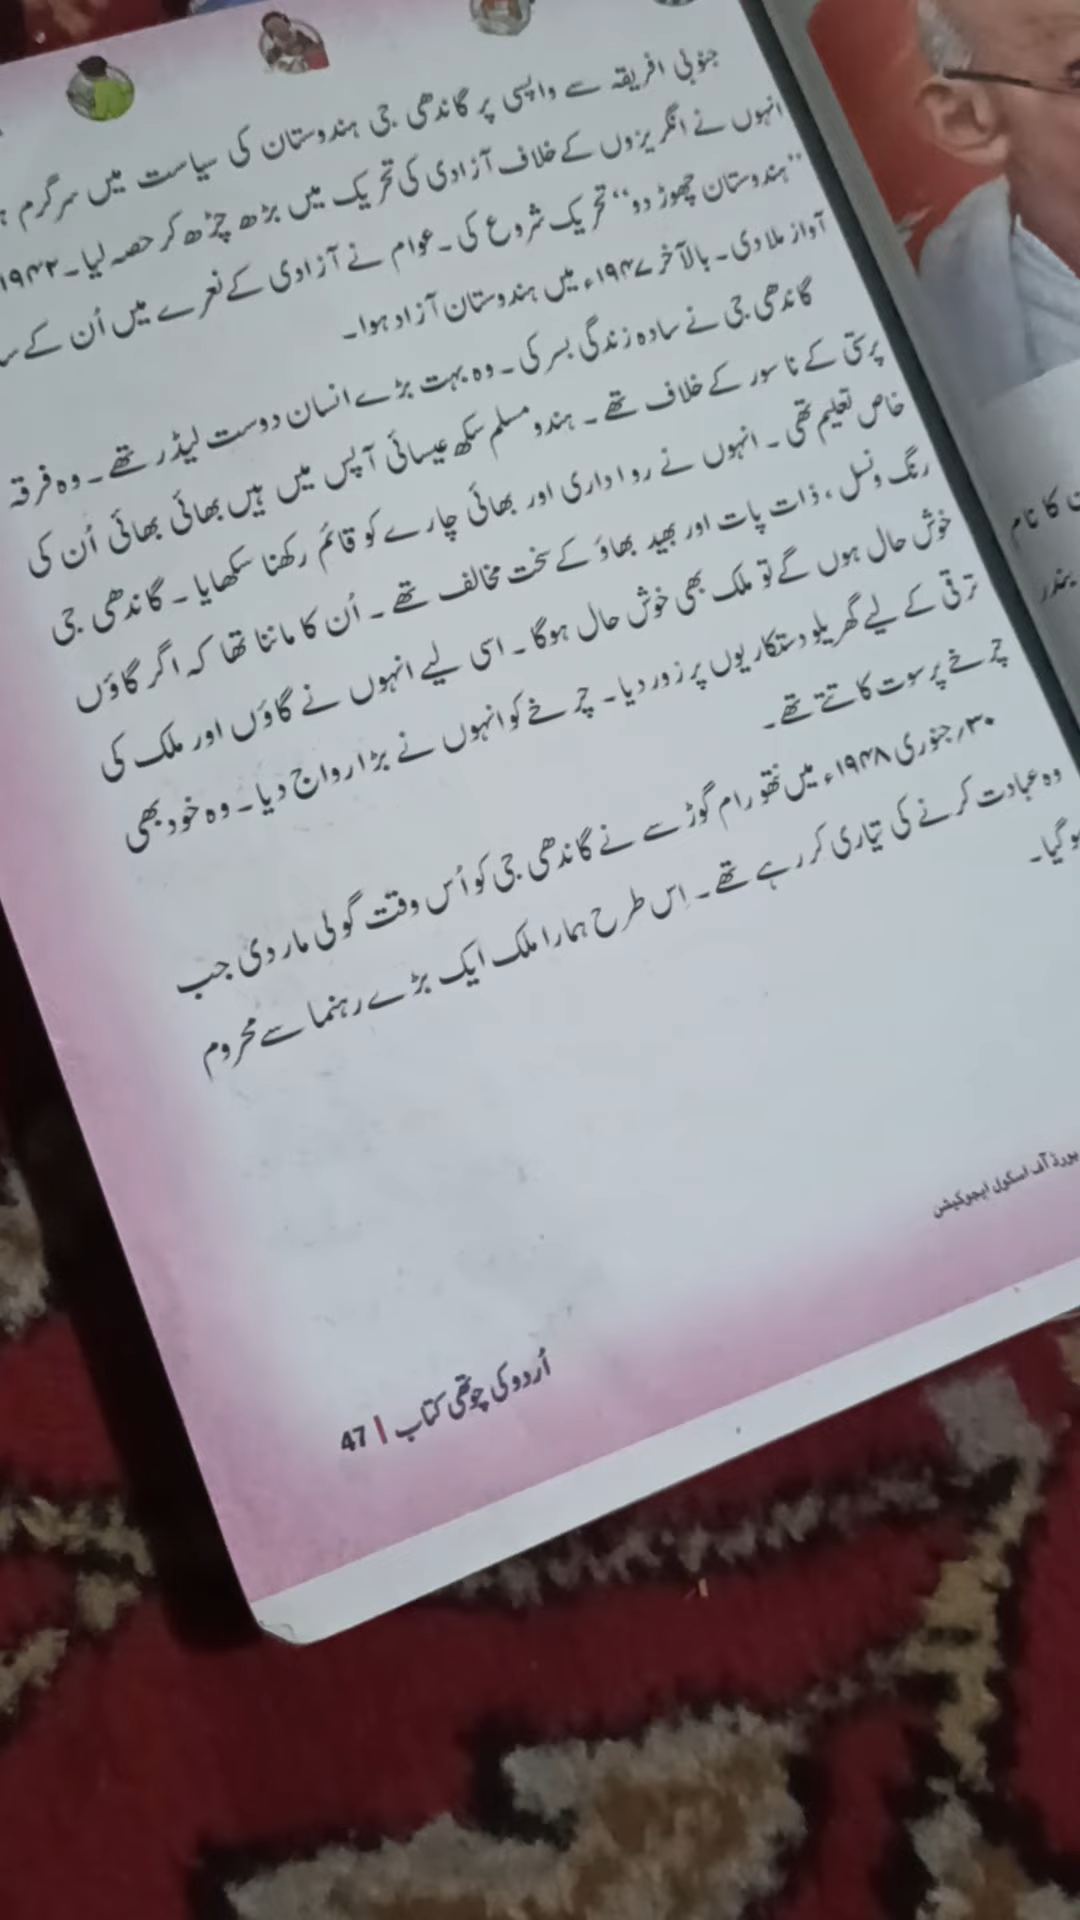 جنوبی افریقہ سے واپسی پر گاندھی جی ہندوستان کی سیاست میں سرگرم
انہوں نے انگریزوں کے خلاف آزادی کی تحریک میں بڑھ چڑھ کر حصہ لیا۔ ۱۹۴۲
”ہندوستان چھوڑ دو“ تحریک شروع کی۔ عوام نے آزادی کے نعرے میں اُن کے
آواز ملا دی۔ بالآخر ۱۹۴۷ء میں ہندوستان آزاد ہوا۔
گاندھی جی نے سادہ زندگی بسر کی۔ وہ بہت بڑے انسان دوست لیڈر تھے۔ وہ فرقہ
پرستی کے ناسور کے خلاف تھے۔ ہندو مسلم سکھ عیسائی آپس میں ہیں بھائی بھائی اُن کی
خاص تعلیم تھی۔ انہوں نے رواداری اور بھائی چارے کو قائم رکھنا سکھایا۔ گاندھی جی
رنگ و نسل، ذات پات اور بھید بھاؤ کے سخت مخالف تھے۔ اُن کا ماننا تھا کہ اگر گاؤں
خوش حال ہوں گے تو ملک بھی خوش حال ہوگا۔ اسی لیے انہوں نے گاؤں اور ملک کی
ترقی کے لیے گھریلو دستکاریوں پر زور دیا۔ چرخے کو انہوں نے بڑا رواج دیا۔ وہ خود بھی
چرخے پر سوت کاتتے تھے۔
۳۰؍جنوری ۱۹۴۸ء میں نتھو رام گوڑسے نے گاندھی جی کو اُس وقت گولی مار دی جب
وہ عبادت کرنے کی تیاری کر رہے تھے۔ اِس طرح ہمارا ملک ایک بڑے رہنما سے محروم
ہو گیا۔
کا نام
بورڈ آف اسکول ایجوکیشن
اُردو کی چوتھی کتاب | 47